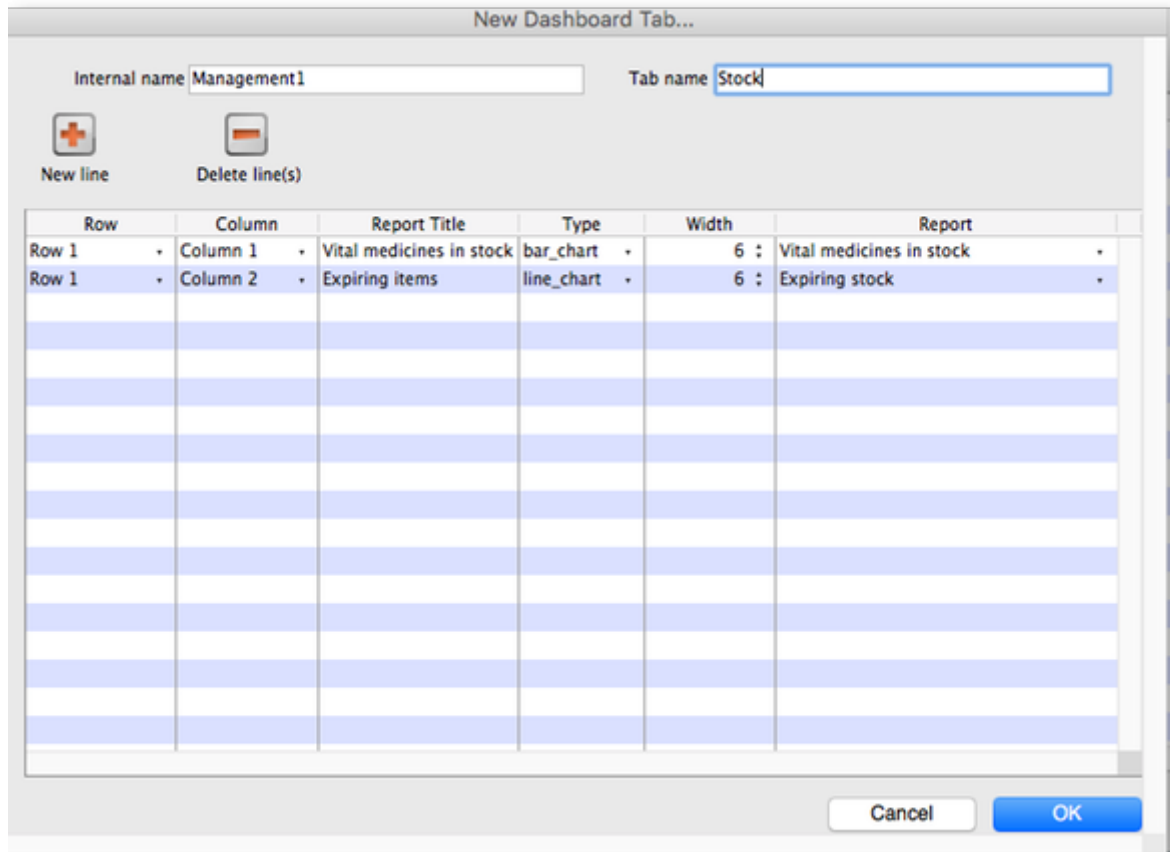 New Dashboard Tab...
Internal name Management1 Tab name Stock
New line Delete line(s)
Row Column Report Title Type Width Report
Row 1 Column 1 Vital medicines in stock bar_chart 6 Vital medicines in stock
Row 1 Column 2 Expiring items line_chart 6 Expiring stock
Cancel OK